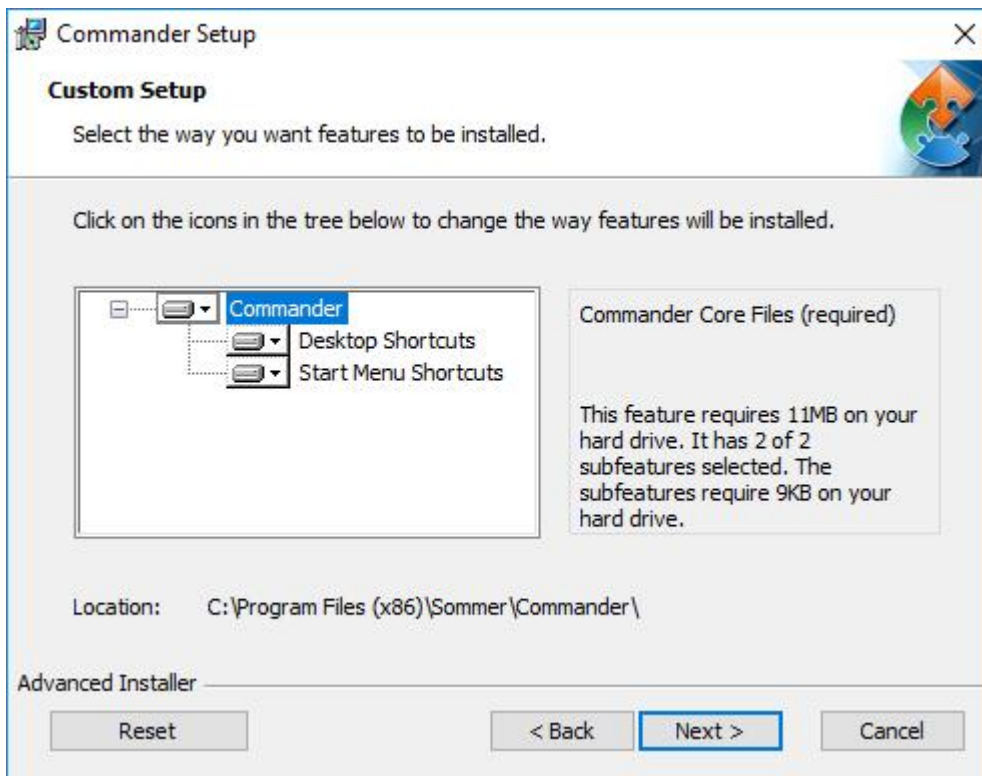 Commander Setup
Custom Setup
Select the way you want features to be installed.
Click on the icons in the tree below to change the way features will be installed.
Commander
Desktop Shortcuts
Start Menu Shortcuts
Commander Core Files (required)
This feature requires 11MB on your
hard drive. It has 2 of 2
subfeatures selected. The
subfeatures require 9KB on your
hard drive.
Location: C:\Program Files (x86)\Sommer\Commander\
Advanced Installer
Reset < Back Next > Cancel